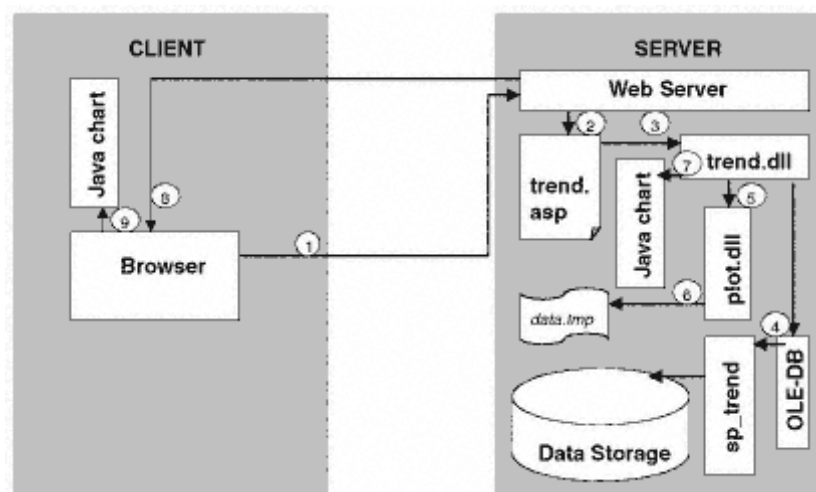 CLIENT
SERVER
Java chart
Web Server
2
3
trend.dll
7
trend.
asp
Java chart
5
plot.dll
8
9
1
Browser
6
data.tmp
4
sp_trend
OLE-DB
Data Storage